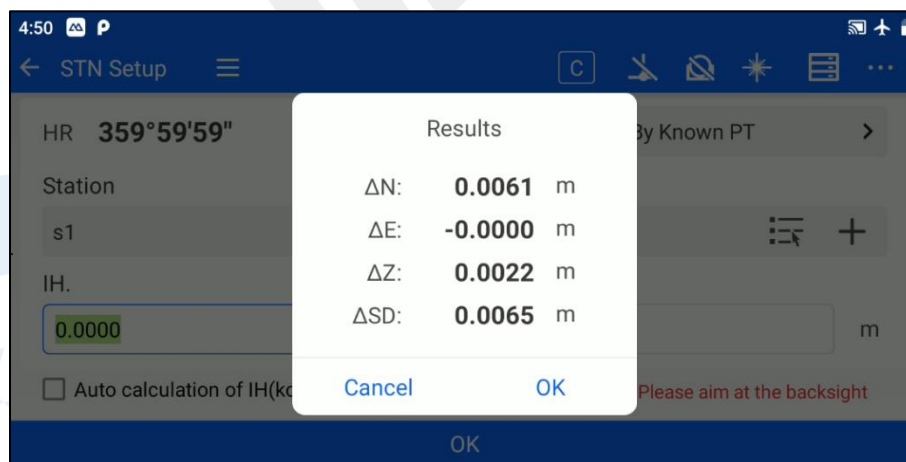 4:50
STN Setup
C
HR 359°59'59"
By Known PT
Station
s1
IH.
0.0000
m
Auto calculation of IH(
Please aim at the backsight
OK
Results
ΔN: 0.0061 m
ΔE: -0.0000 m
ΔZ: 0.0022 m
ΔSD: 0.0065 m
Cancel OK